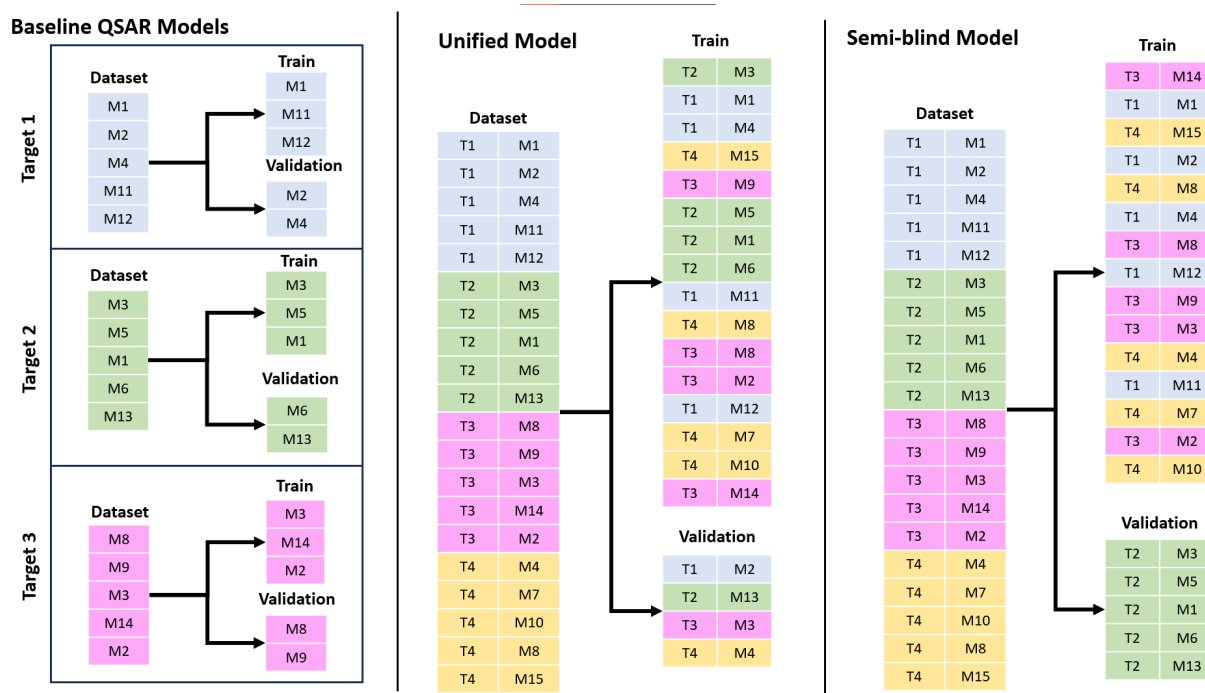 Baseline QSAR Models
Target 1
Dataset
M1
M2
M4
M11
M12
Train
M1
M11
M12
Validation
M2
M4
Target 2
Dataset
M3
M5
M1
M6
M13
Train
M3
M5
M1
Validation
M6
M13
Target 3
Dataset
M8
M9
M3
M14
M2
Train
M3
M14
M2
Validation
M8
M9
Unified Model
Dataset
T1 M1
T1 M2
T1 M4
T1 M11
T1 M12
T2 M3
T2 M5
T2 M1
T2 M6
T2 M13
T3 M8
T3 M9
T3 M3
T3 M14
T3 M2
T4 M4
T4 M7
T4 M10
T4 M8
T4 M15
Train
T2 M3
T1 M1
T1 M4
T4 M15
T3 M9
T2 M5
T2 M1
T2 M6
T1 M11
T4 M8
T3 M8
T3 M2
T1 M12
T4 M7
T4 M10
T3 M14
Validation
T1 M2
T2 M13
T3 M3
T4 M4
Semi-blind Model
Dataset
T1 M1
T1 M2
T1 M4
T1 M11
T1 M12
T2 M3
T2 M5
T2 M1
T2 M6
T2 M13
T3 M8
T3 M9
T3 M3
T3 M14
T3 M2
T4 M4
T4 M7
T4 M10
T4 M8
T4 M15
Train
T3 M14
T1 M1
T4 M15
T1 M2
T4 M8
T1 M4
T3 M8
T1 M12
T3 M9
T3 M3
T4 M4
T1 M11
T4 M7
T3 M2
T4 M10
Validation
T2 M3
T2 M5
T2 M1
T2 M6
T2 M13